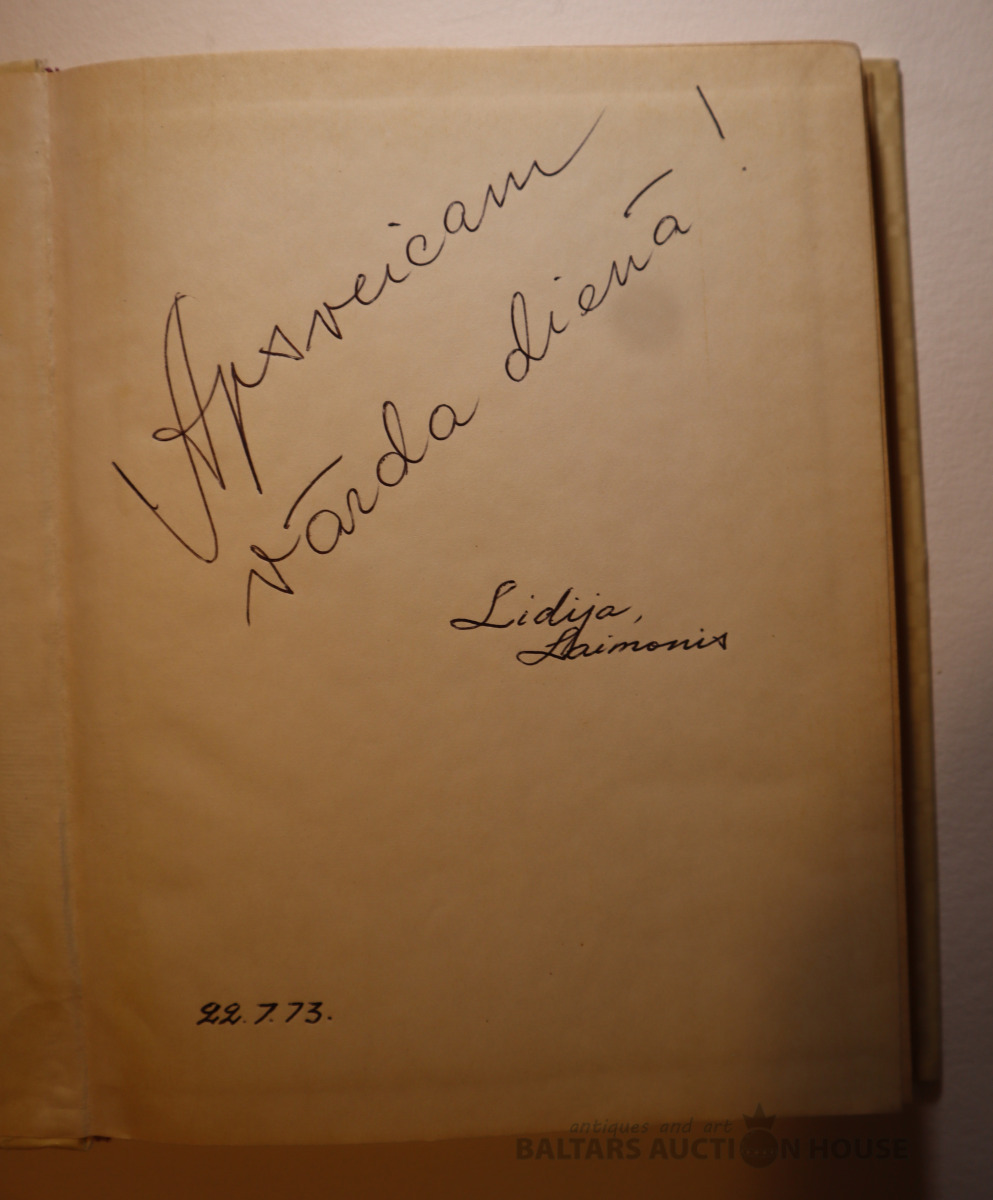 Apsveicam
vārda dienā!
Lidija,
Laimonis
22.7.73.
antiques and art
BALTARS AUCTION HOUSE